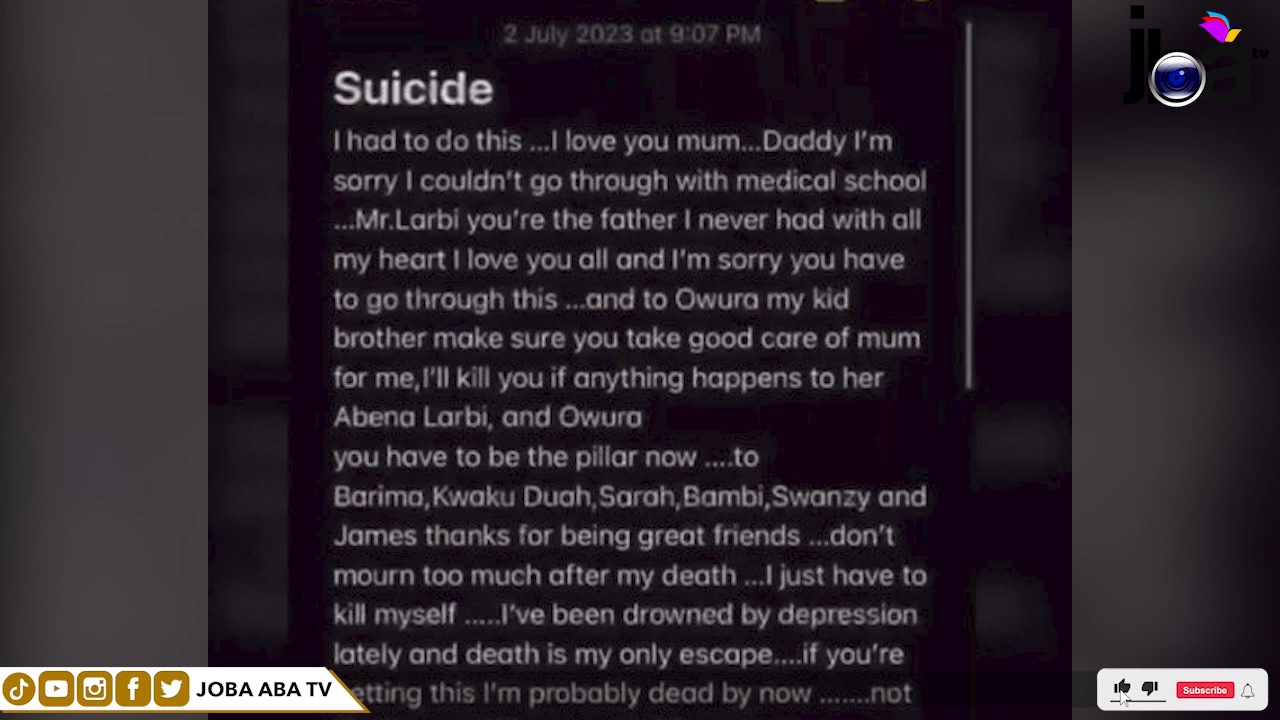 2 July 2023 at 9:07 PM
Suicide
I had to do this ...I love you mum...Daddy I'm
sorry I couldn't go through with medical school
...Mr.Larbi you're the father I never had with all
my heart I love you all and I'm sorry you have
to go through this ...and to Owura my kid
brother make sure you take good care of mum
for me,I'll kill you if anything happens to her
Abena Larbi, and Owura
you have to be the pillar now ....to
Barima,Kwaku Duah,Sarah,Bambi,Swanzy and
James thanks for being great friends ...don't
mourn too much after my death ...I just have to
kill myself .....I've been drowned by depression
lately and death is my only escape....if you're
this I'm probably dead by now .......not
tv
JOBA ABA TV
Subscribe